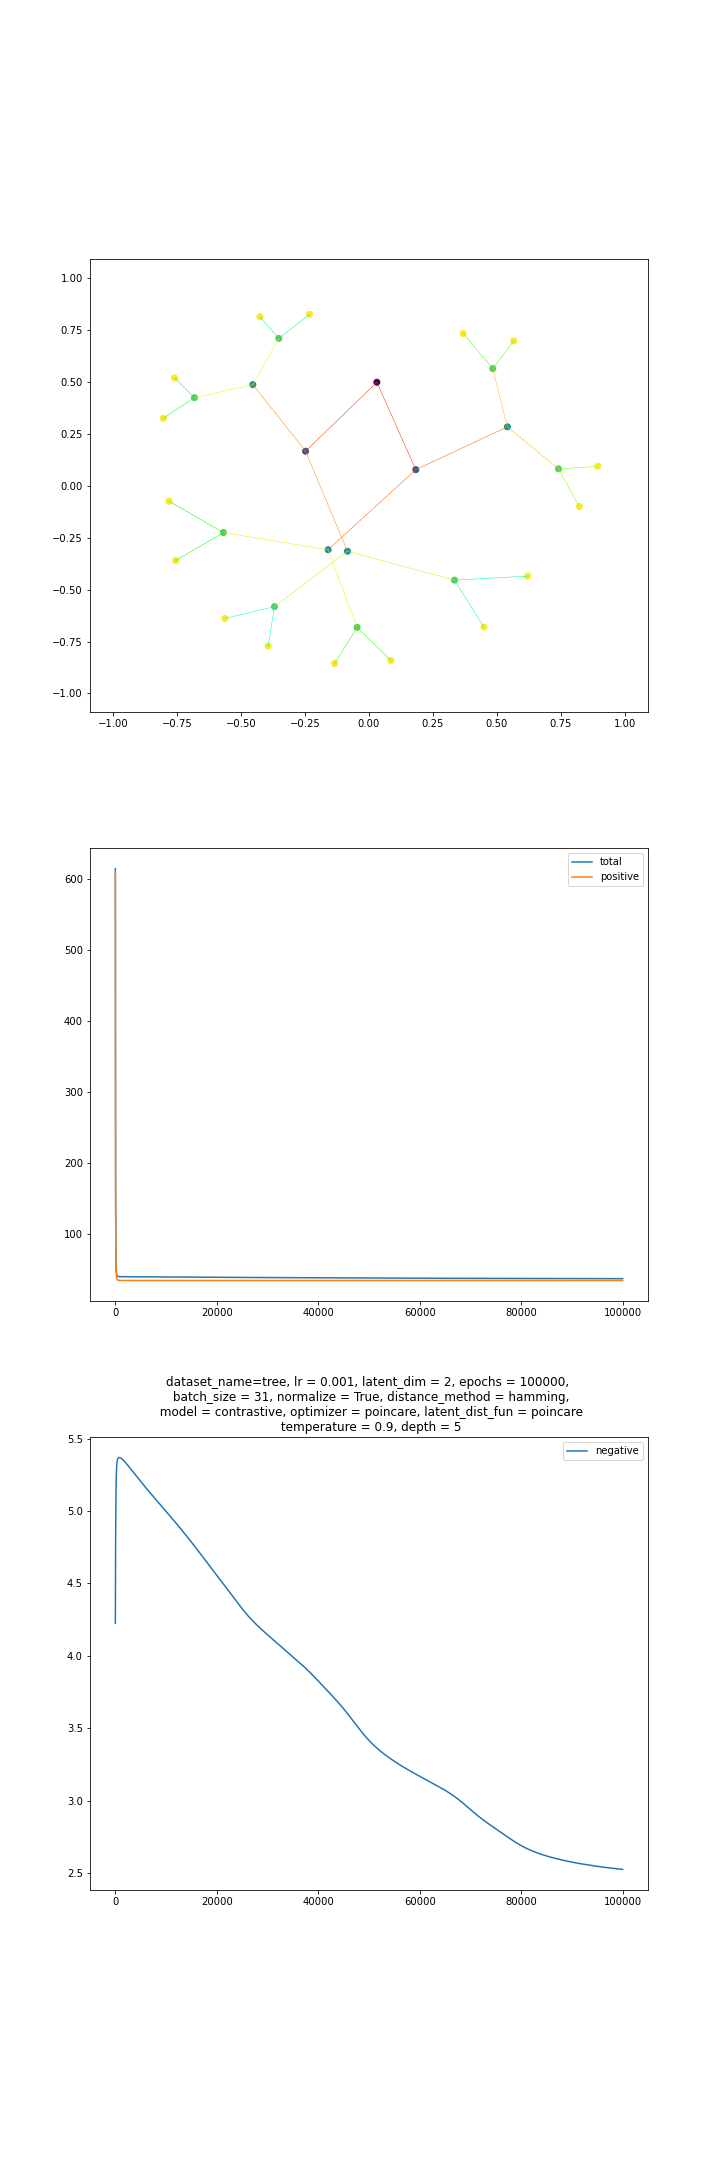 1.00
0.75
0.50
0.25
0.00
−0.25
−0.50
−0.75
−1.00
−1.00 −0.75 −0.50 −0.25 0.00 0.25 0.50 0.75 1.00
total
positive
600
500
400
300
200
100
0 20000 40000 60000 80000 100000
dataset_name=tree, lr = 0.001, latent_dim = 2, epochs = 100000,
batch_size = 31, normalize = True, distance_method = hamming,
model = contrastive, optimizer = poincare, latent_dist_fun = poincare
temperature = 0.9, depth = 5
negative
5.5
5.0
4.5
4.0
3.5
3.0
2.5
0 20000 40000 60000 80000 100000